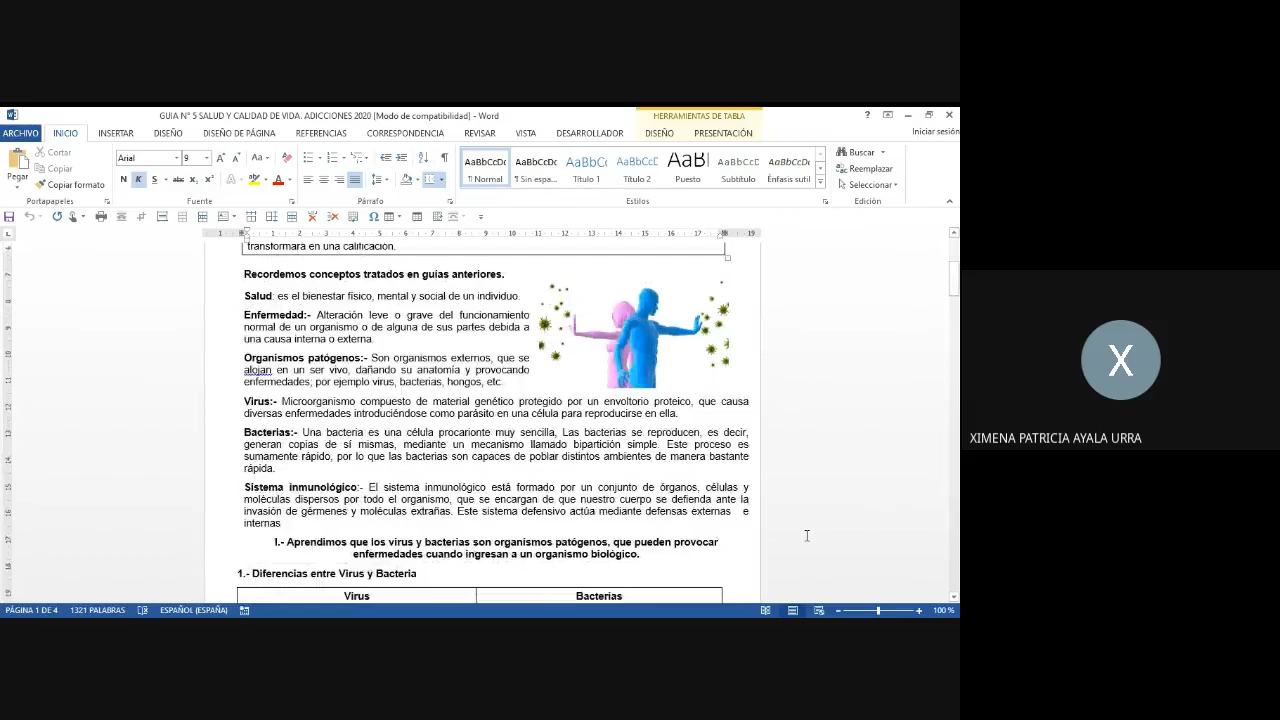 GUIA N° 5 SALUD Y CALIDAD DE VIDA. ADICCIONES 2020 [Modo de compatibilidad] - Word
HERRAMIENTAS DE TABLA
ARCHIVO INICIO INSERTAR DISEÑO DISEÑO DE PÁGINA REFERENCIAS CORRESPONDENCIA REVISAR VISTA DESARROLLADOR DISEÑO PRESENTACIÓN
Iniciar sesión
Pegar
Cortar
Copiar
Copiar formato
Portapapeles
Arial 9
N K S abc x₂ x²
Fuente
Párrafo
AaBbCcDc AaBbCcDc AaBbCc AaBbCcD AaBl AaBbCcD AaBbCcDc
¶ Normal ¶ Sin espa... Título 1 Título 2 Puesto Subtítulo Énfasis sutil
Estilos
Buscar
Reemplazar
Seleccionar
Edición
transformará en una calificación.
Recordemos conceptos tratados en guías anteriores.
Salud: es el bienestar físico, mental y social de un individuo.
Enfermedad:- Alteración leve o grave del funcionamiento
normal de un organismo o de alguna de sus partes debida a
una causa interna o externa.
Organismos patógenos:- Son organismos externos, que se
alojan en un ser vivo, dañando su anatomía y provocando
enfermedades; por ejemplo virus, bacterias, hongos, etc.
Virus:- Microorganismo compuesto de material genético protegido por un envoltorio proteico, que causa
diversas enfermedades introduciéndose como parásito en una célula para reproducirse en ella.
Bacterias:- Una bacteria es una célula procarionte muy sencilla, Las bacterias se reproducen, es decir,
generan copias de sí mismas, mediante un mecanismo llamado bipartición simple. Este proceso es
sumamente rápido, por lo que las bacterias son capaces de poblar distintos ambientes de manera bastante
rápida.
Sistema inmunológico:- El sistema inmunológico está formado por un conjunto de órganos, células y
moléculas dispersos por todo el organismo, que se encargan de que nuestro cuerpo se defienda ante la
invasión de gérmenes y moléculas extrañas. Este sistema defensivo actúa mediante defensas externas e
internas
I.- Aprendimos que los virus y bacterias son organismos patógenos, que pueden provocar
enfermedades cuando ingresan a un organismo biológico.
1.- Diferencias entre Virus y Bacteria
Virus Bacterias
PÁGINA 1 DE 4 1321 PALABRAS ESPAÑOL (ESPAÑA) 100 %
X
XIMENA PATRICIA AYALA URRA